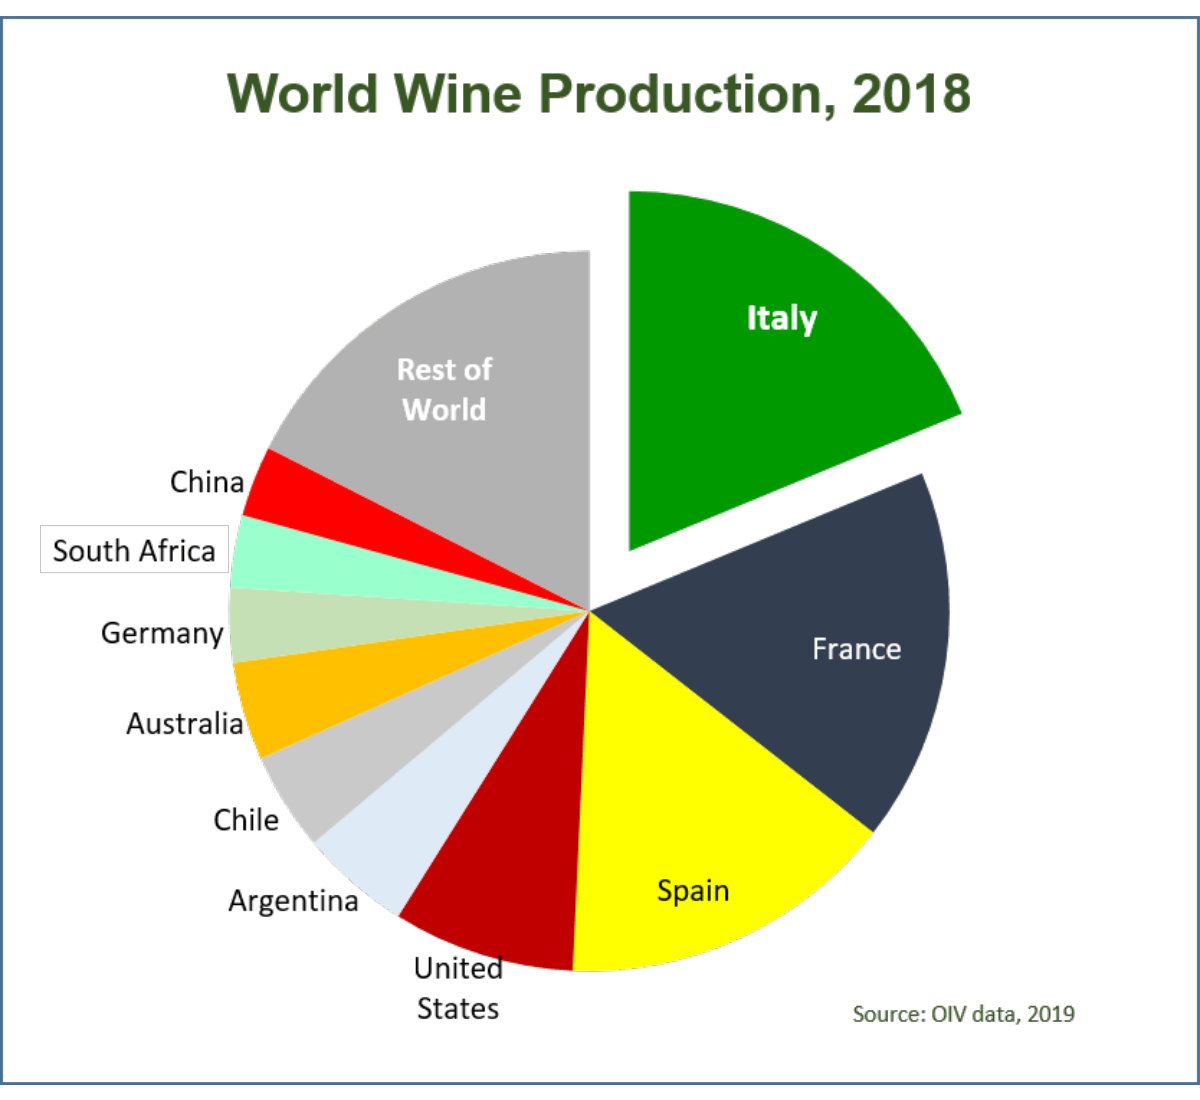 World Wine Production, 2018
Italy
Rest of
World
China
South Africa
Germany
France
Australia
Chile
Spain
Argentina
United
States
Source: OIV data, 2019